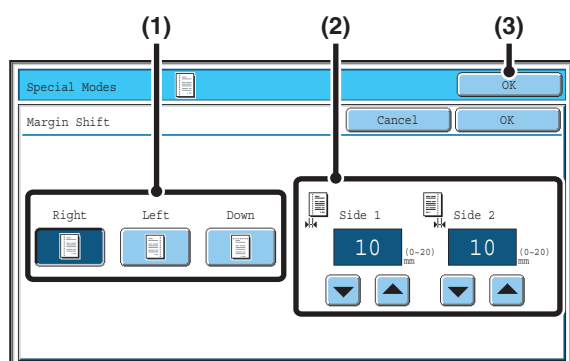 (1) (2) (3)
Special Modes OK
Margin Shift Cancel OK
Right Left Down Side 1 Side 2
10 (0~20) mm 10 (0~20) mm